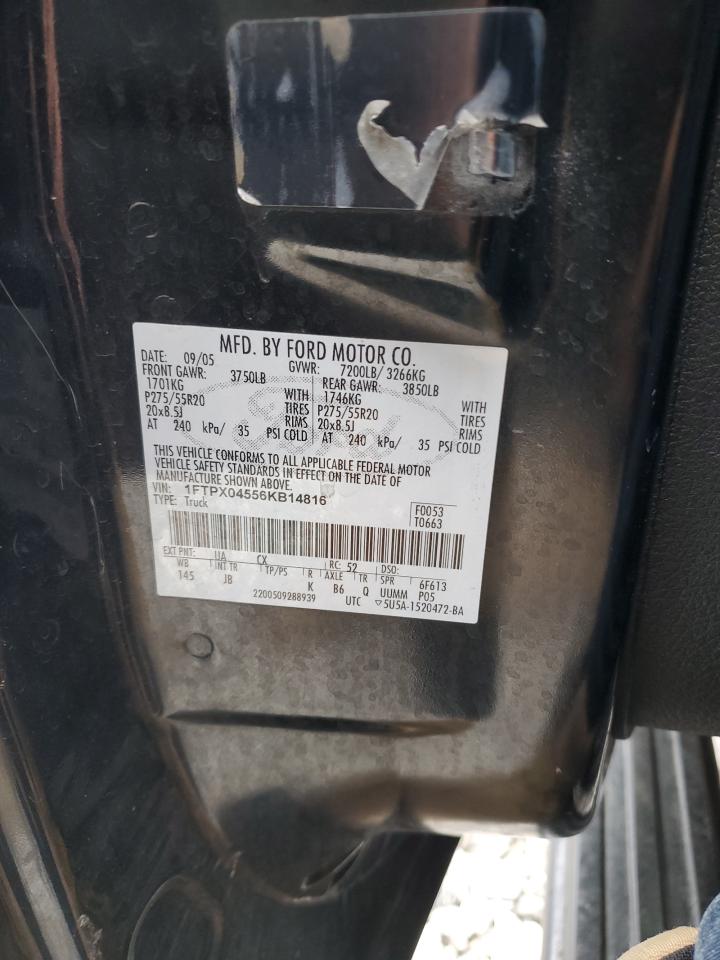 MFD. BY FORD MOTOR CO.
DATE: 09/05 GVWR: 7200LB/ 3266KG
FRONT GAWR: 3750LB REAR GAWR: 3850LB
1701KG WITH 1746KG WITH
P275/55R20 TIRES P275/55R20 TIRES
20x8.5J RIMS 20x8.5J RIMS
AT 240 kPa/ 35 PSI COLD AT 240 kPa/ 35 PSI COLD
Ford
THIS VEHICLE CONFORMS TO ALL APPLICABLE FEDERAL MOTOR
VEHICLE SAFETY STANDARDS IN EFFECT ON THE DATE OF
MANUFACTURE SHOWN ABOVE.
VIN: 1FTPX04556KB14816
TYPE: Truck
F0053
T0663
EXT PNT: UA CX RC: 52 DSO:
WB INT TR TP/PS R AXLE TR SPR 6F613
145 JB K B6 Q UUMM P05
2200509288939 UTC ▽5U5A-1520472-BA